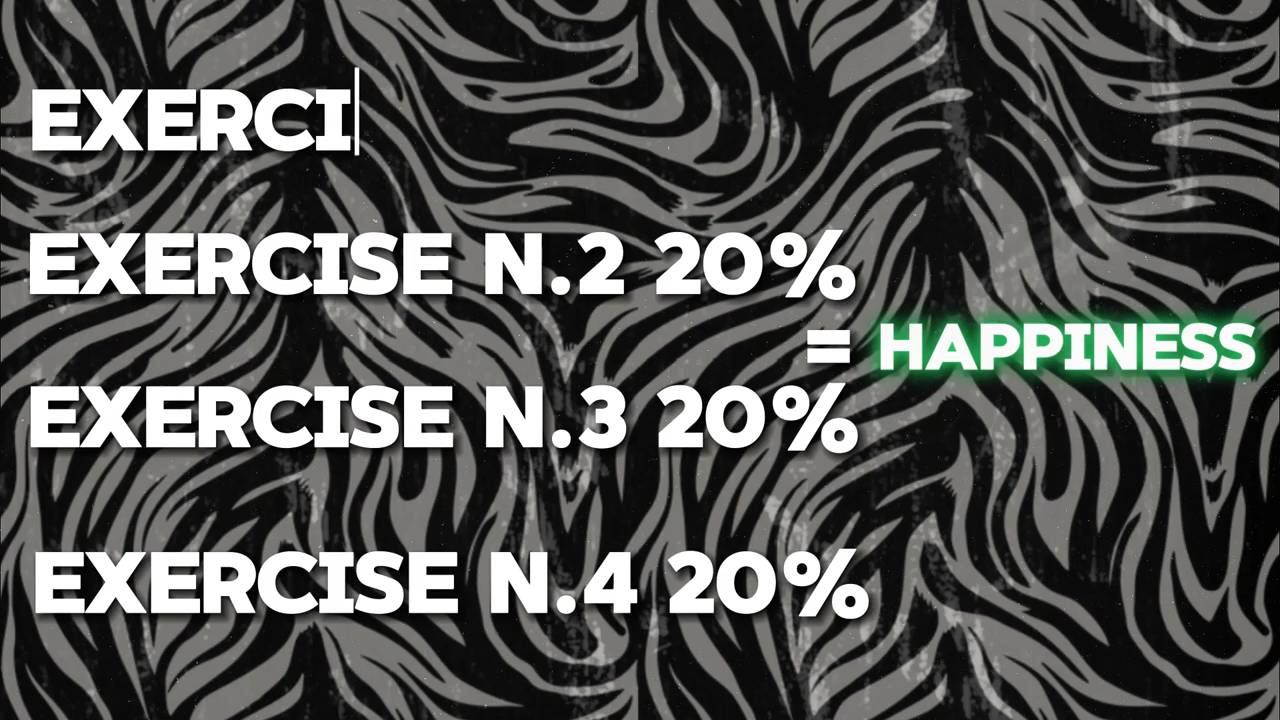 EXERCI
EXERCISE N.2 20%
= HAPPINESS
EXERCISE N.3 20%
EXERCISE N.4 20%